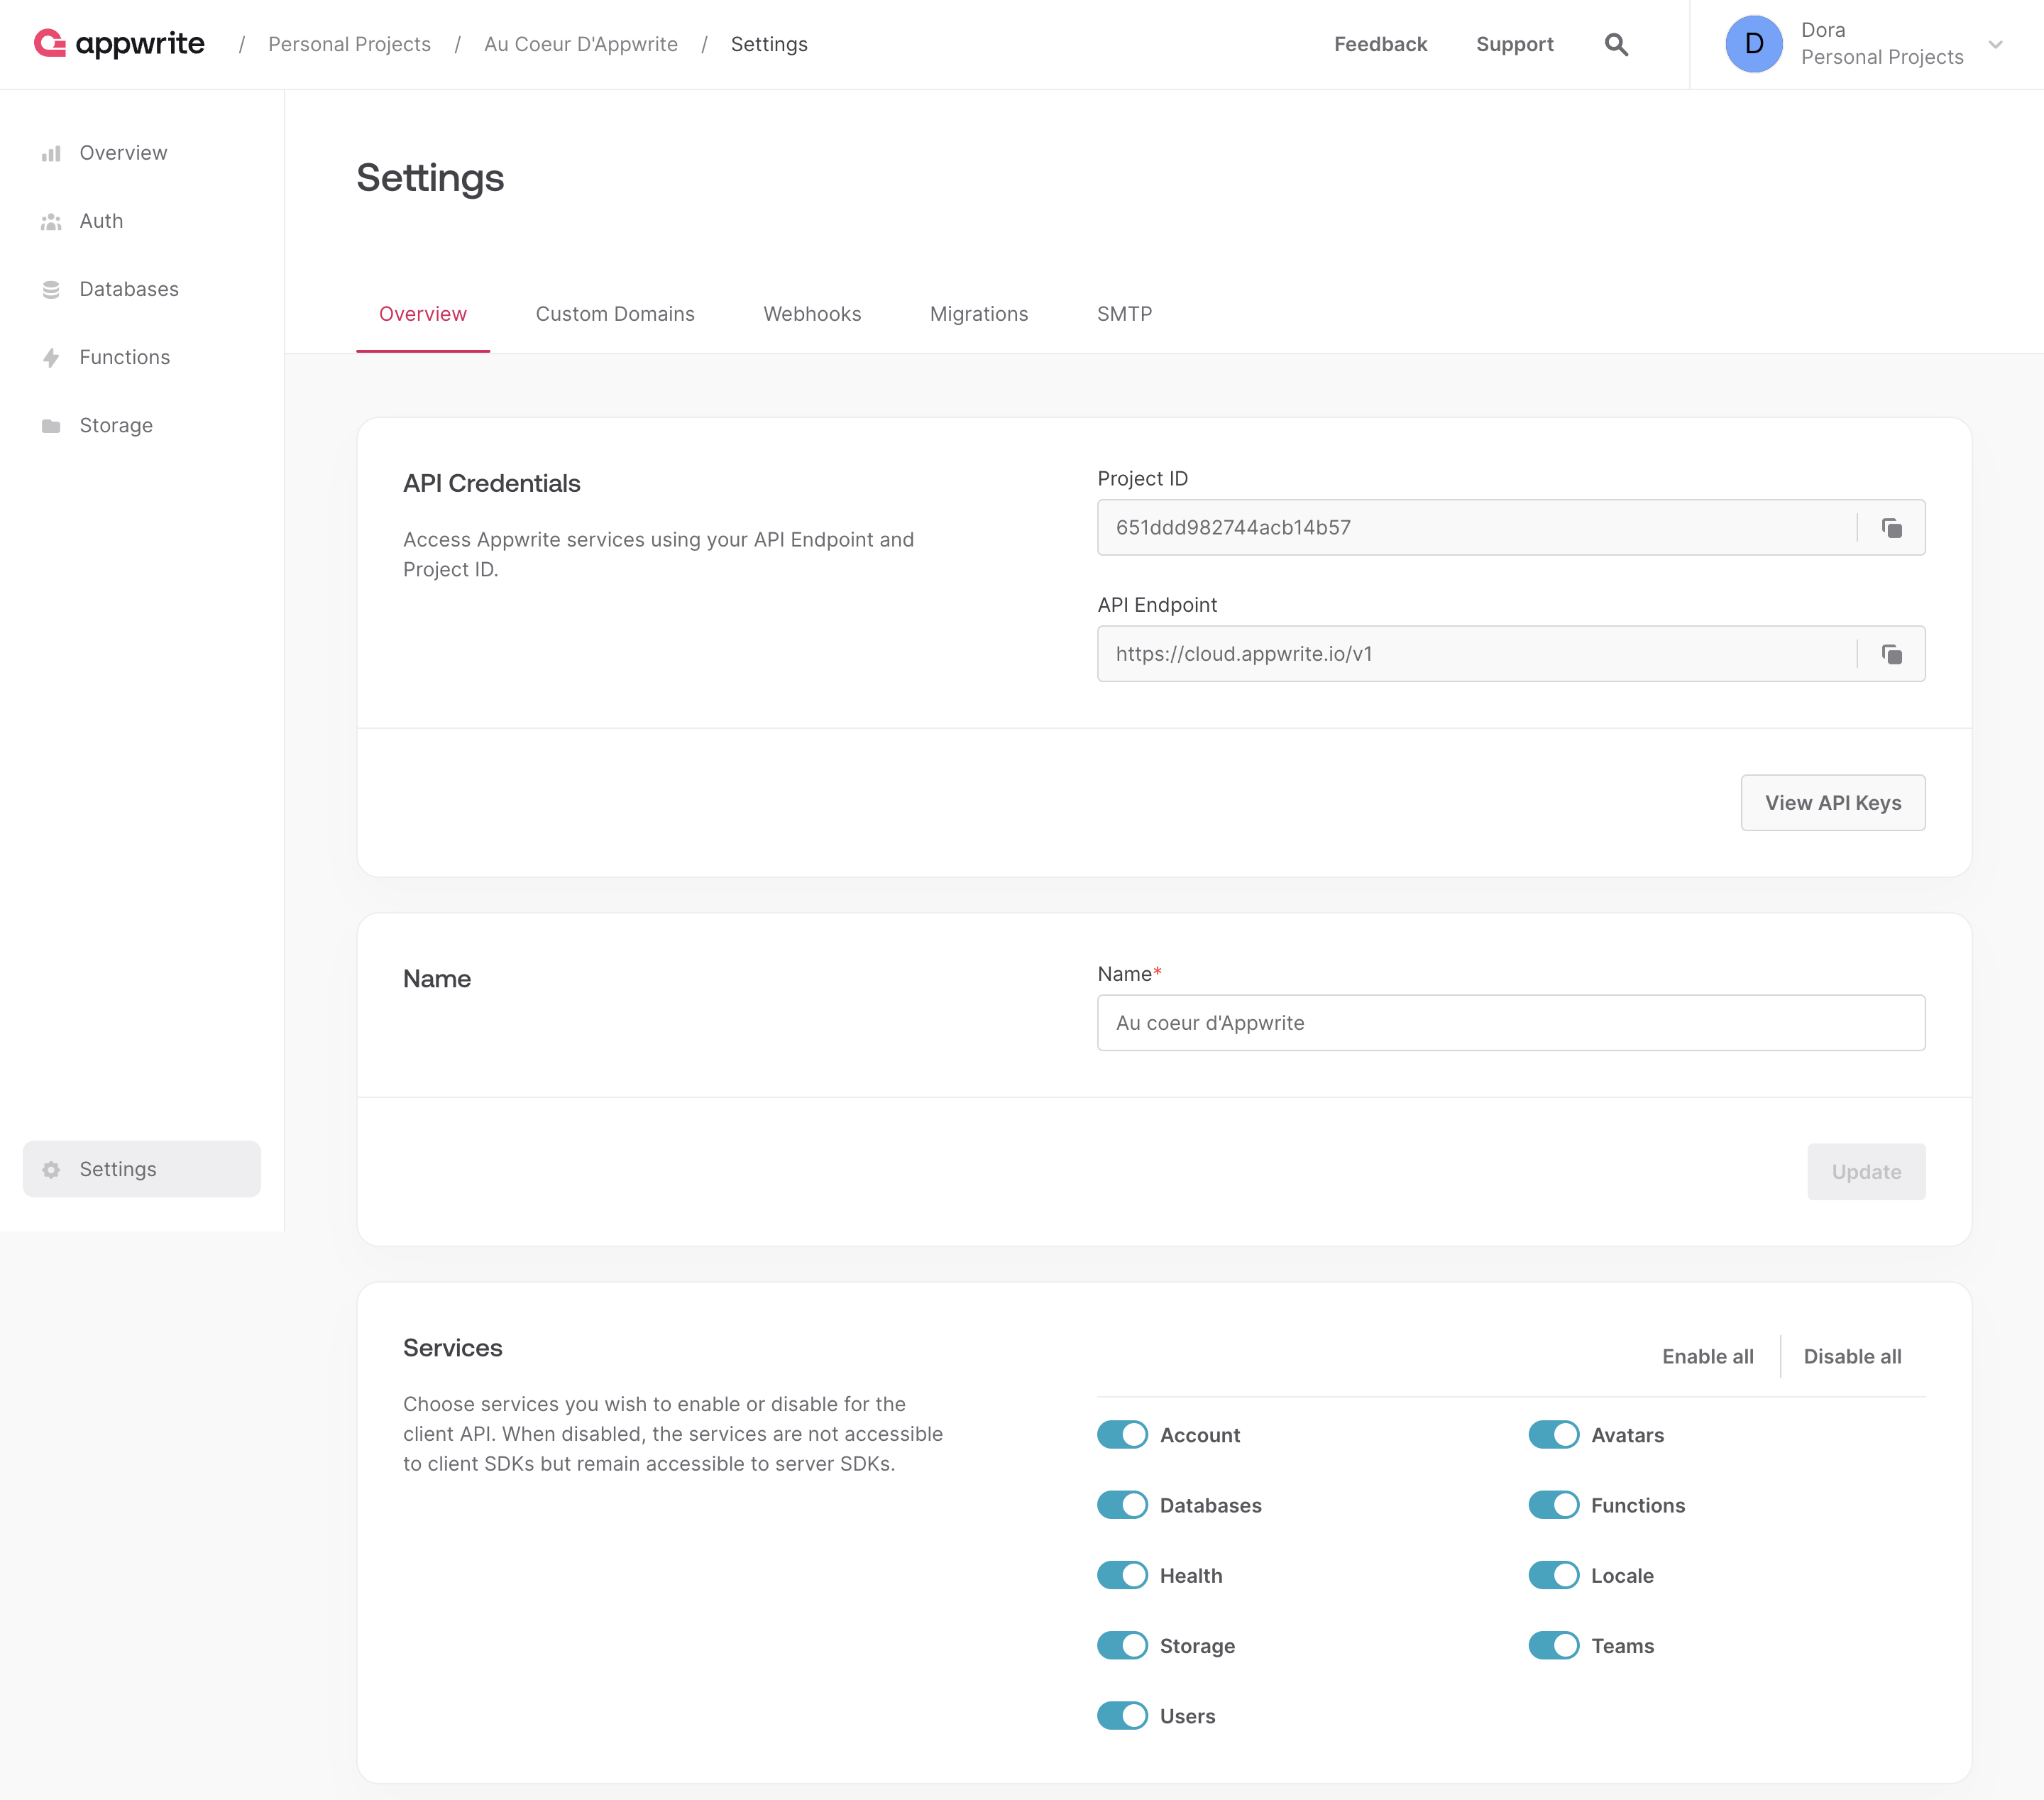 appwrite / Personal Projects / Au Coeur D'Appwrite / Settings
Feedback
Support
D
Dora
Personal Projects
Overview
Auth
Databases
Functions
Storage
Settings
Settings
Overview
Custom Domains
Webhooks
Migrations
SMTP
API Credentials
Access Appwrite services using your API Endpoint and
Project ID.
Project ID
651ddd982744acb14b57
API Endpoint
https://cloud.appwrite.io/v1
View API Keys
Name
Name*
Au coeur d'Appwrite
Update
Services
Choose services you wish to enable or disable for the
client API. When disabled, the services are not accessible
to client SDKs but remain accessible to server SDKs.
Enable all
Disable all
Account
Avatars
Databases
Functions
Health
Locale
Storage
Teams
Users